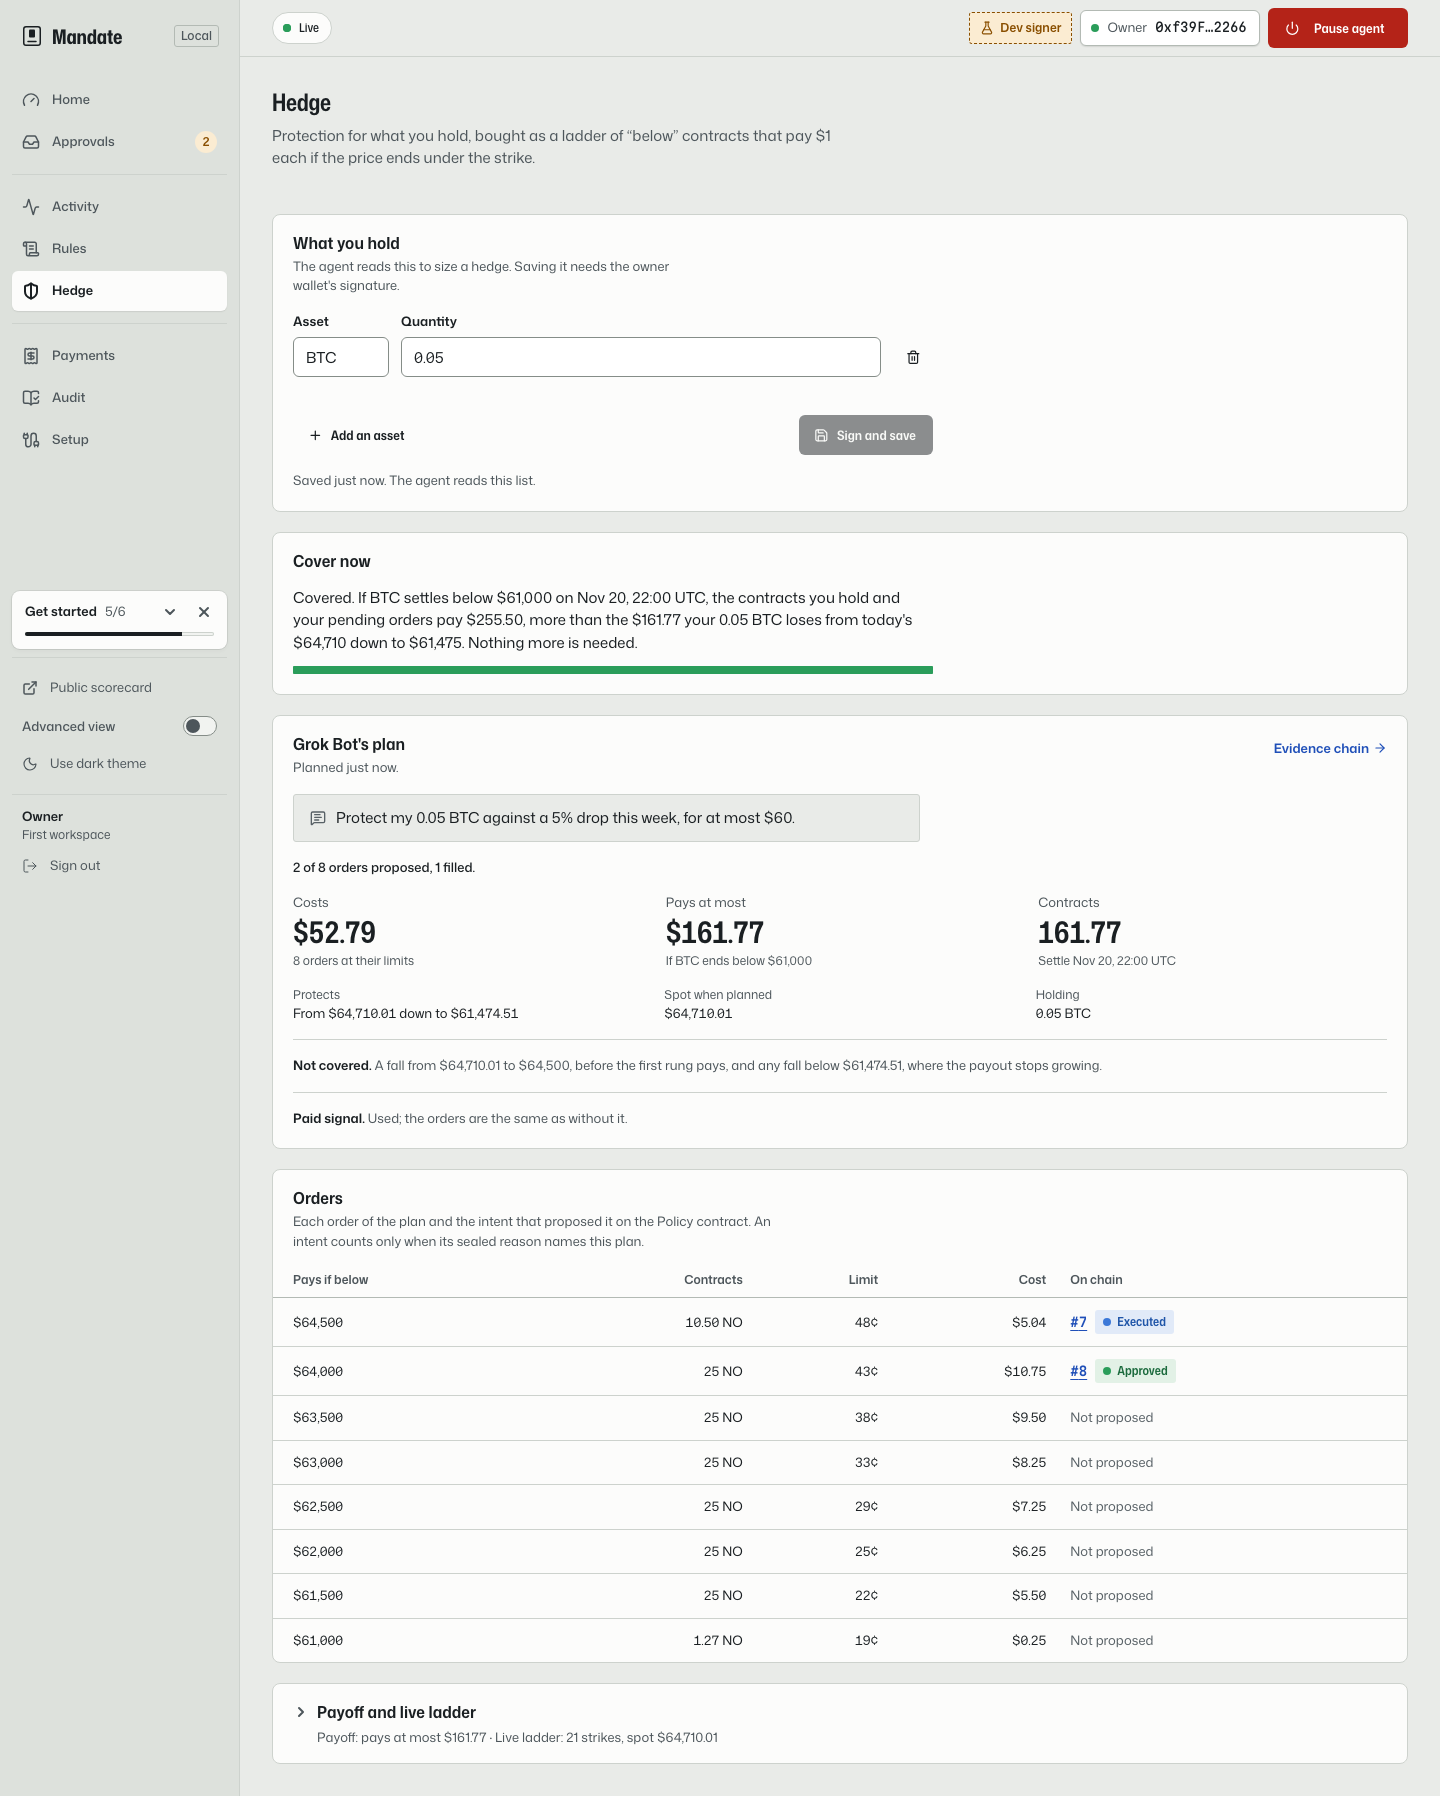 Mandate
Local
Home
Approvals
2
Activity
Rules
Hedge
Payments
Audit
Setup
Get started 5/6
Public scorecard
Advanced view
Use dark theme
Owner
First workspace
Sign out
Live
Dev signer
Owner 0xf39F…2266
Pause agent
Hedge
Protection for what you hold, bought as a ladder of “below” contracts that pay $1
each if the price ends under the strike.
What you hold
The agent reads this to size a hedge. Saving it needs the owner
wallet's signature.
Asset
Quantity
BTC
0.05
Add an asset
Sign and save
Saved just now. The agent reads this list.
Cover now
Covered. If BTC settles below $61,000 on Nov 20, 22:00 UTC, the contracts you hold and
your pending orders pay $255.50, more than the $161.77 your 0.05 BTC loses from today's
$64,710 down to $61,475. Nothing more is needed.
Grok Bot's plan
Evidence chain
Planned just now.
Protect my 0.05 BTC against a 5% drop this week, for at most $60.
2 of 8 orders proposed, 1 filled.
Costs
$52.79
8 orders at their limits
Pays at most
$161.77
If BTC ends below $61,000
Contracts
161.77
Settle Nov 20, 22:00 UTC
Protects
From $64,710.01 down to $61,474.51
Spot when planned
$64,710.01
Holding
0.05 BTC
Not covered. A fall from $64,710.01 to $64,500, before the first rung pays, and any fall below $61,474.51, where the payout stops growing.
Paid signal. Used; the orders are the same as without it.
Orders
Each order of the plan and the intent that proposed it on the Policy contract. An
intent counts only when its sealed reason names this plan.
Pays if below Contracts Limit Cost On chain
$64,500 10.50 NO 48¢ $5.04 #7 Executed
$64,000 25 NO 43¢ $10.75 #8 Approved
$63,500 25 NO 38¢ $9.50 Not proposed
$63,000 25 NO 33¢ $8.25 Not proposed
$62,500 25 NO 29¢ $7.25 Not proposed
$62,000 25 NO 25¢ $6.25 Not proposed
$61,500 25 NO 22¢ $5.50 Not proposed
$61,000 1.27 NO 19¢ $0.25 Not proposed
Payoff and live ladder
Payoff: pays at most $161.77 · Live ladder: 21 strikes, spot $64,710.01